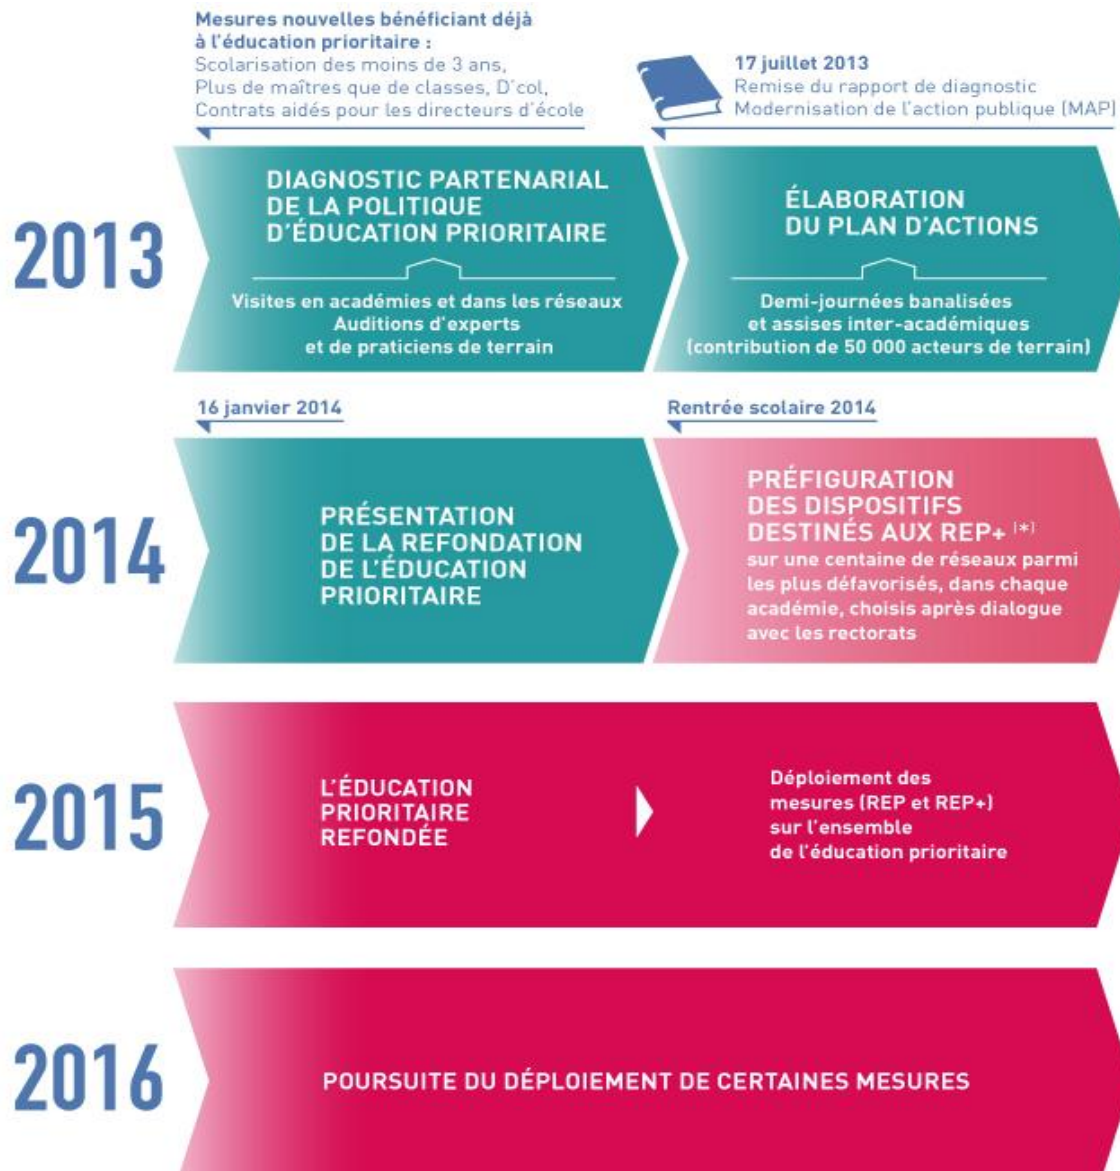 Mesures nouvelles bénéficiant déjà
à l'éducation prioritaire :
Scolarisation des moins de 3 ans,
Plus de maîtres que de classes, D'col,
Contrats aidés pour les directeurs d'école
17 juillet 2013
Remise du rapport de diagnostic
Modernisation de l'action publique (MAP)
2013
DIAGNOSTIC PARTENARIAL
DE LA POLITIQUE
D'ÉDUCATION PRIORITAIRE
Visites en académies et dans les réseaux
Auditions d'experts
et de praticiens de terrain
ÉLABORATION
DU PLAN D'ACTIONS
Demi-journées banalisées
et assises inter-académiques
(contribution de 50 000 acteurs de terrain)
16 janvier 2014
Rentrée scolaire 2014
2014
PRÉSENTATION
DE LA REFONDATION
DE L'ÉDUCATION
PRIORITAIRE
PRÉFIGURATION
DES DISPOSITIFS
DESTINÉS AUX REP+ (*)
sur une centaine de réseaux parmi
les plus défavorisés, dans chaque
académie, choisis après dialogue
avec les rectorats
2015
L'ÉDUCATION
PRIORITAIRE
REFONDÉE
Déploiement des
mesures (REP et REP+)
sur l'ensemble
de l'éducation prioritaire
2016
POURSUITE DU DÉPLOIEMENT DE CERTAINES MESURES